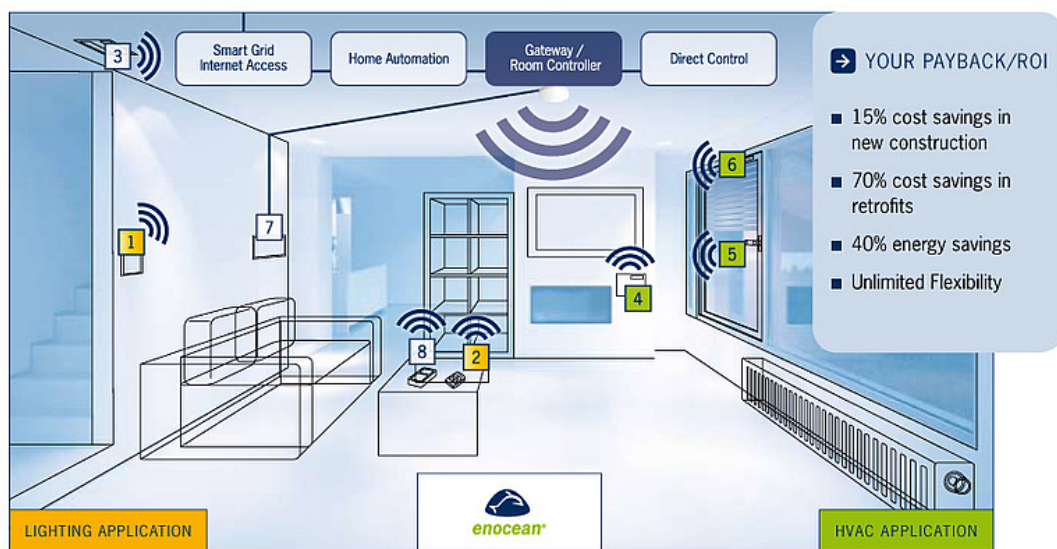 3
Smart Grid
Internet Access
Home Automation
Gateway /
Room Controller
Direct Control
YOUR PAYBACK/ROI
15% cost savings in
new construction
70% cost savings in
retrofits
40% energy savings
Unlimited Flexibility
6
1
7
5
4
8
2
LIGHTING APPLICATION
enocean®
HVAC APPLICATION